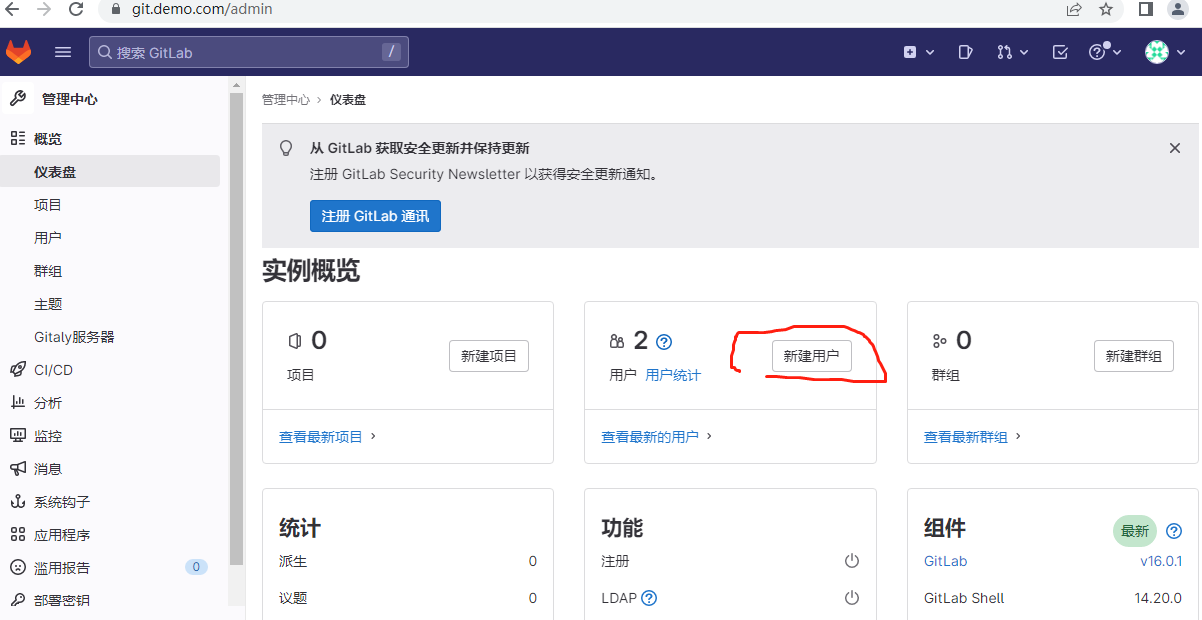 git.demo.com/admin
搜索 GitLab /
管理中心
概览
仪表盘
项目
用户
群组
主题
Gitaly服务器
CI/CD
分析
监控
消息
系统钩子
应用程序
滥用报告 0
部署密钥
管理中心 › 仪表盘
从 GitLab 获取安全更新并保持更新
注册 GitLab Security Newsletter 以获得安全更新通知。
注册 GitLab 通讯
实例概览
0
项目
新建项目
查看最新项目
2
用户 用户统计
新建用户
查看最新的用户
0
群组
新建群组
查看最新群组
统计
派生 0
议题 0
功能
注册
LDAP
组件 最新
GitLab v16.0.1
GitLab Shell 14.20.0